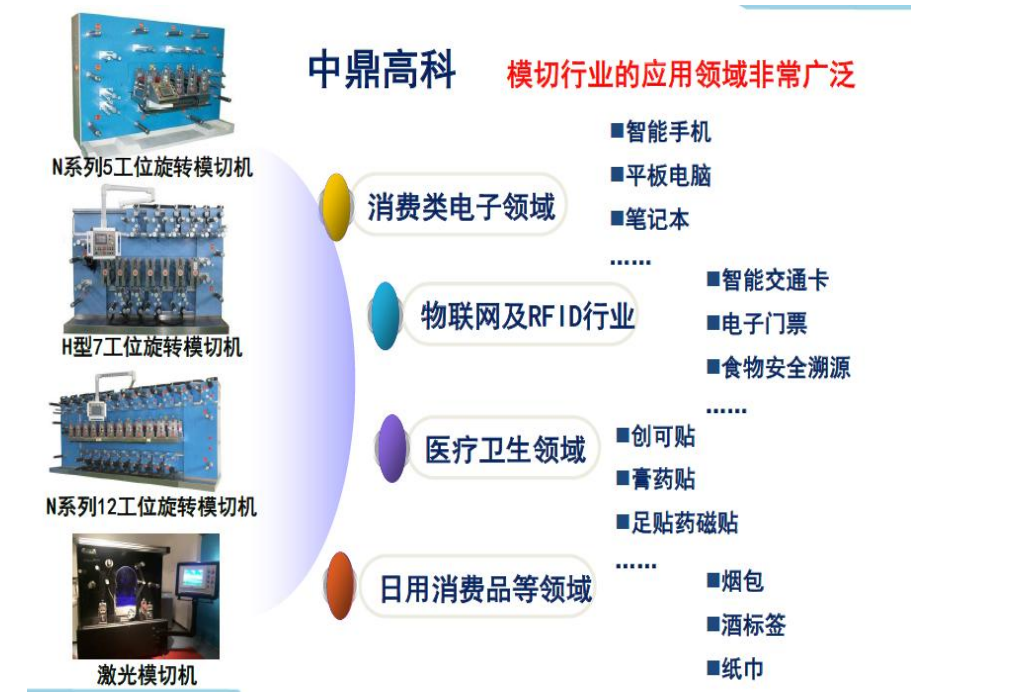 中鼎高科
模切行业的应用领域非常广泛
N系列5工位旋转模切机
H型7工位旋转模切机
N系列12工位旋转模切机
激光模切机
消费类电子领域
■智能手机
■平板电脑
■笔记本
……
物联网及RFID行业
■智能交通卡
■电子门票
■食物安全溯源
……
医疗卫生领域
■创可贴
■膏药贴
■足贴药磁贴
……
日用消费品等领域
■烟包
■酒标签
■纸巾